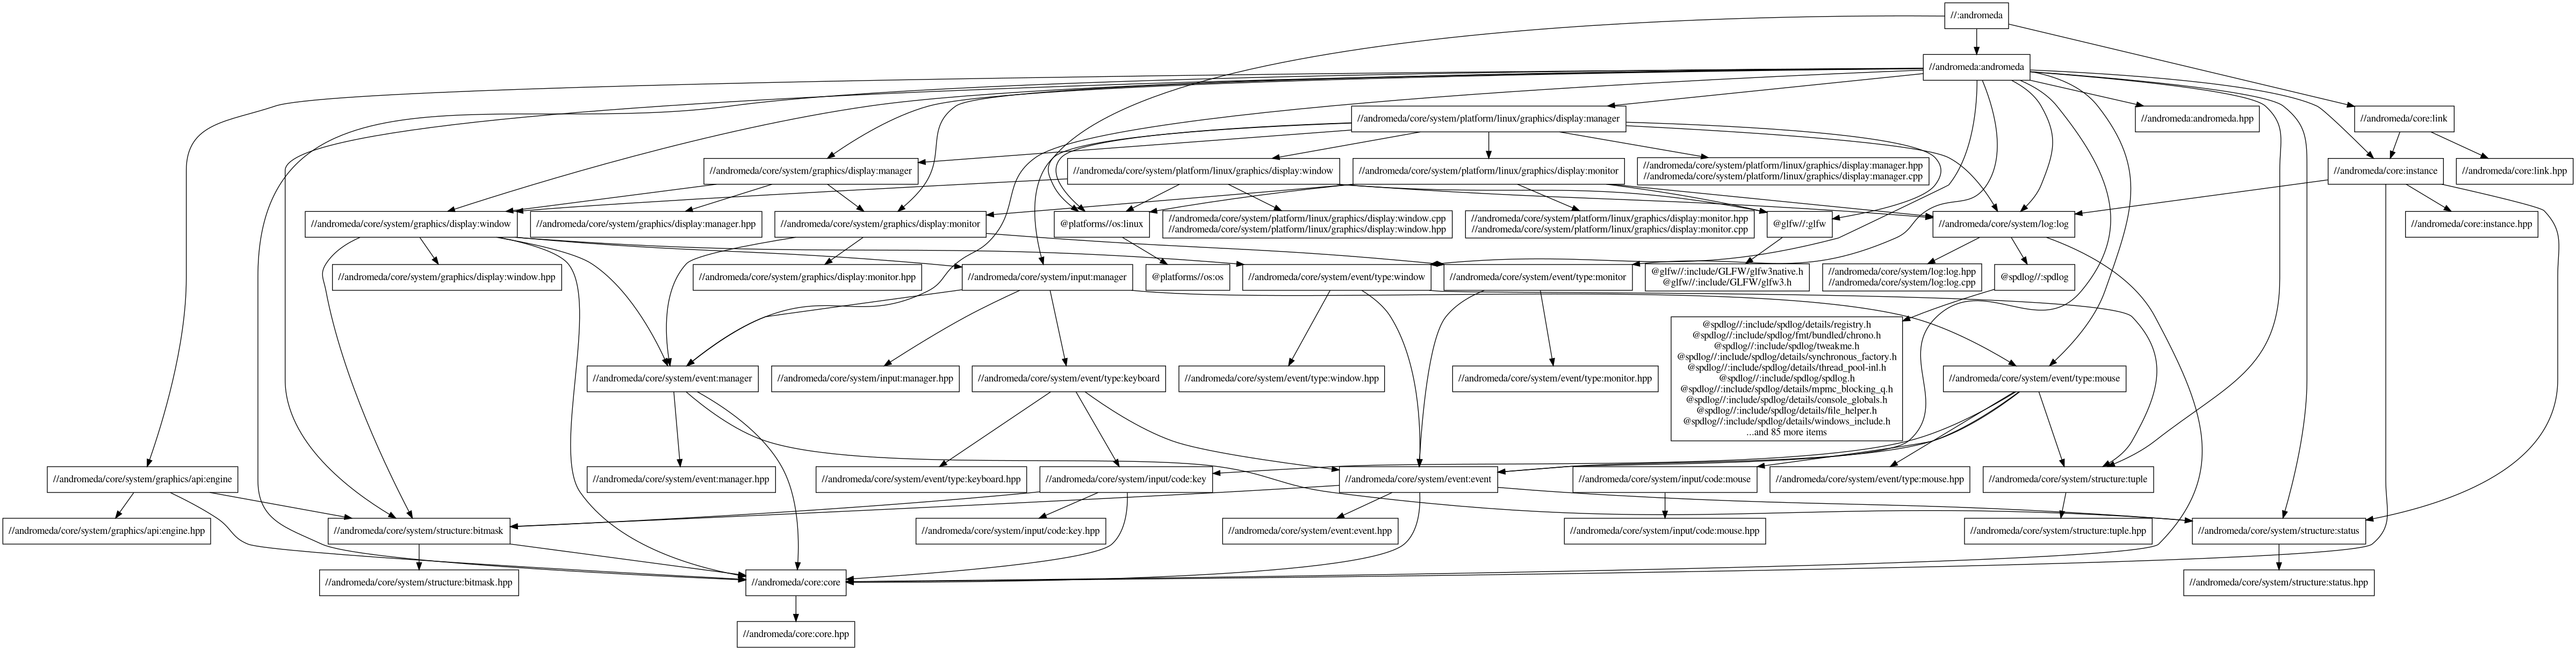 //:andromeda
//andromeda:andromeda
//andromeda/core/system/platform/linux/graphics/display:manager
//andromeda:andromeda.hpp
//andromeda/core:link
//andromeda/core/system/graphics/display:manager
//andromeda/core/system/platform/linux/graphics/display:window
//andromeda/core/system/platform/linux/graphics/display:monitor
//andromeda/core/system/platform/linux/graphics/display:manager.hpp
//andromeda/core/system/platform/linux/graphics/display:manager.cpp
//andromeda/core:instance
//andromeda/core:link.hpp
//andromeda/core/system/graphics/display:window
//andromeda/core/system/graphics/display:manager.hpp
//andromeda/core/system/graphics/display:monitor
@platforms//os:linux
//andromeda/core/system/platform/linux/graphics/display:window.cpp
//andromeda/core/system/platform/linux/graphics/display:window.hpp
//andromeda/core/system/platform/linux/graphics/display:monitor.hpp
//andromeda/core/system/platform/linux/graphics/display:monitor.cpp
@glfw//:glfw
//andromeda/core/system/log:log
//andromeda/core:instance.hpp
//andromeda/core/system/graphics/display:window.hpp
//andromeda/core/system/graphics/display:monitor.hpp
//andromeda/core/system/input:manager
@platforms//os:os
//andromeda/core/system/event/type:window
//andromeda/core/system/event/type:monitor
@glfw//:include/GLFW/glfw3native.h
@glfw//:include/GLFW/glfw3.h
//andromeda/core/system/log:log.hpp
//andromeda/core/system/log:log.cpp
@spdlog//:spdlog
//andromeda/core/system/event:manager
//andromeda/core/system/input:manager.hpp
//andromeda/core/system/event/type:keyboard
//andromeda/core/system/event/type:window.hpp
//andromeda/core/system/event/type:monitor.hpp
@spdlog//:include/spdlog/details/registry.h
@spdlog//:include/spdlog/fmt/bundled/chrono.h
@spdlog//:include/spdlog/tweakme.h
@spdlog//:include/spdlog/details/synchronous_factory.h
@spdlog//:include/spdlog/details/thread_pool-inl.h
@spdlog//:include/spdlog/spdlog.h
@spdlog//:include/spdlog/details/mpmc_blocking_q.h
@spdlog//:include/spdlog/details/console_globals.h
@spdlog//:include/spdlog/details/file_helper.h
@spdlog//:include/spdlog/details/windows_include.h
...and 85 more items
//andromeda/core/system/event/type:mouse
//andromeda/core/system/graphics/api:engine
//andromeda/core/system/event:manager.hpp
//andromeda/core/system/event/type:keyboard.hpp
//andromeda/core/system/input/code:key
//andromeda/core/system/event:event
//andromeda/core/system/input/code:mouse
//andromeda/core/system/event/type:mouse.hpp
//andromeda/core/system/structure:tuple
//andromeda/core/system/graphics/api:engine.hpp
//andromeda/core/system/structure:bitmask
//andromeda/core/system/input/code:key.hpp
//andromeda/core/system/event:event.hpp
//andromeda/core/system/input/code:mouse.hpp
//andromeda/core/system/structure:tuple.hpp
//andromeda/core/system/structure:status
//andromeda/core/system/structure:bitmask.hpp
//andromeda/core:core
//andromeda/core/system/structure:status.hpp
//andromeda/core:core.hpp